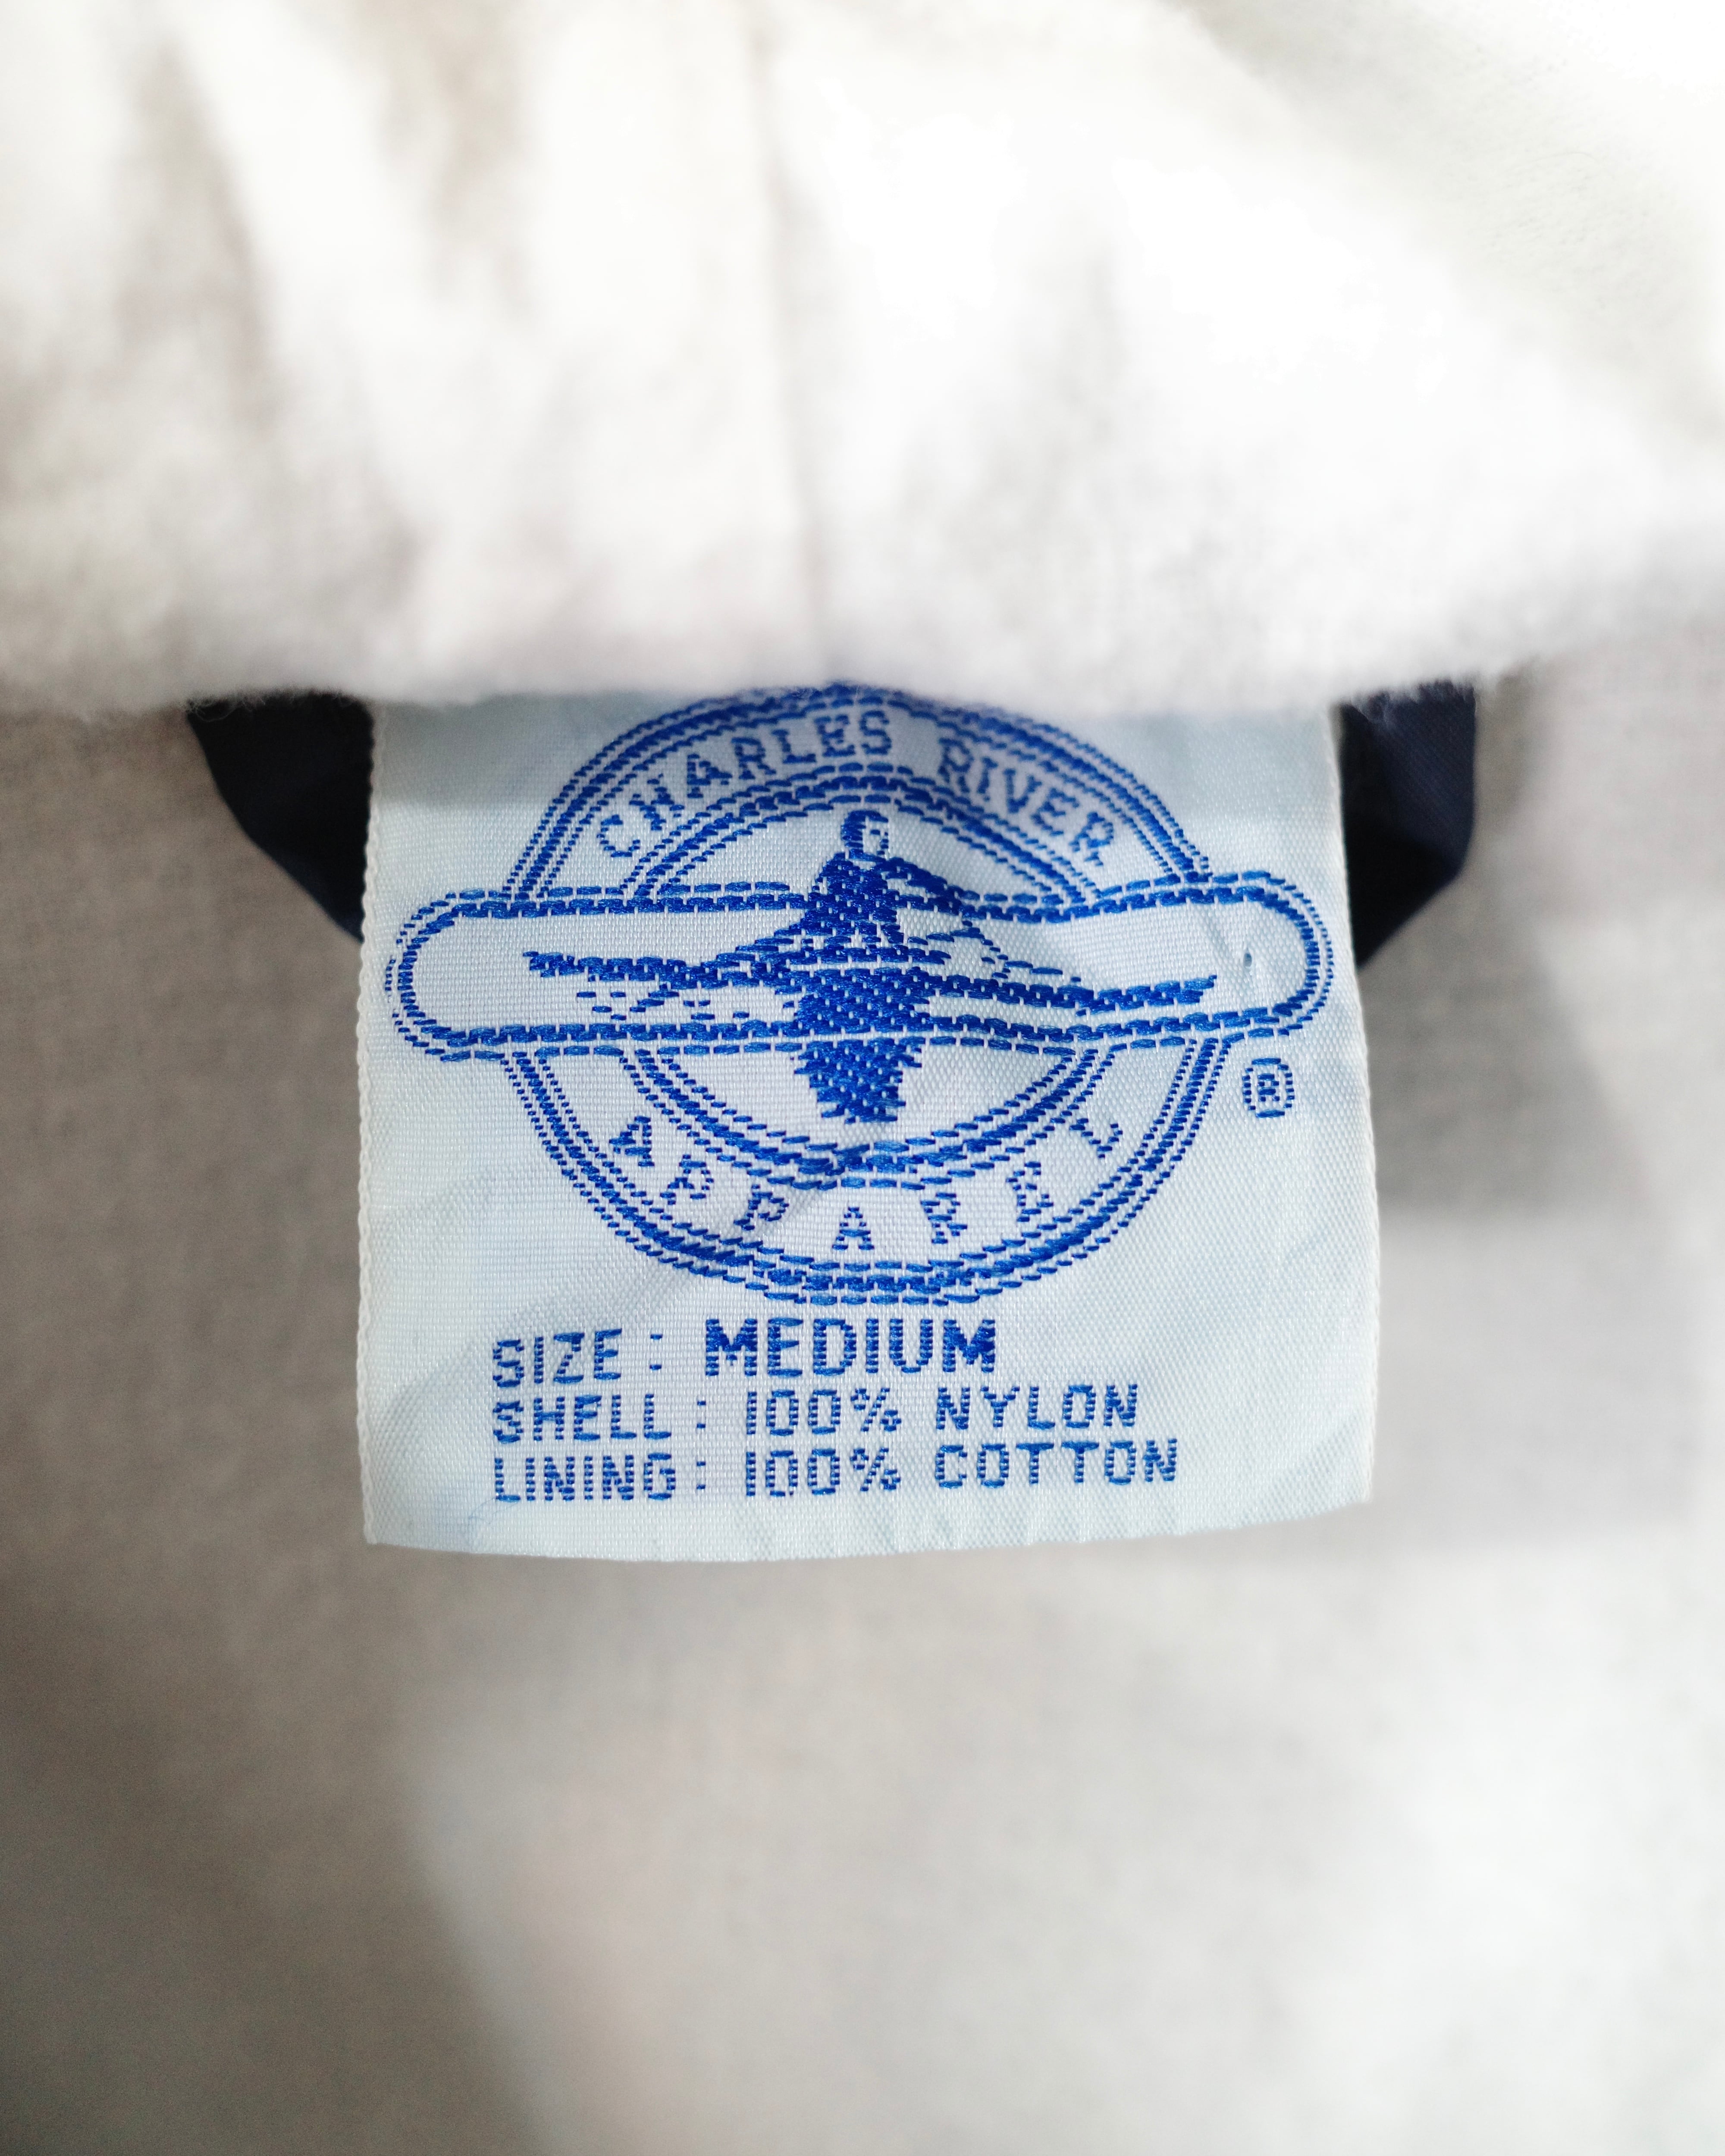 CHARLES RIVER
®
APPAREL
SIZE : MEDIUM
SHELL : 100% NYLON
LINING : 100% COTTON